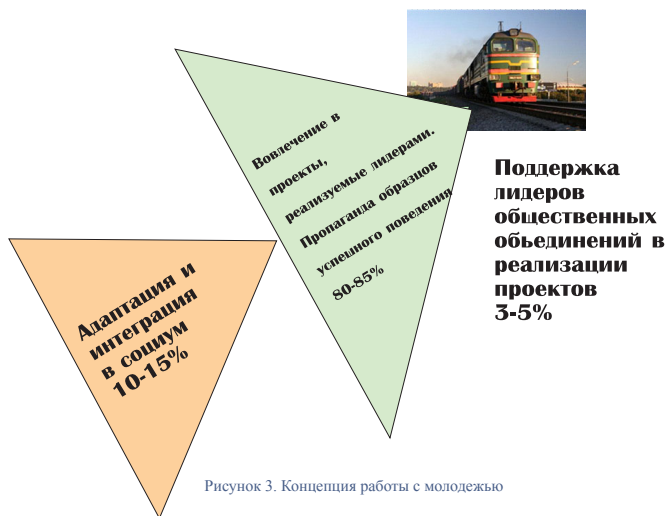 Вовлечение в
проекты,
реализуемые лидерами.
Пропаганда образцов
успешного поведения
80-85%
Поддержка
лидеров
общественных
обьединений в
реализации
проектов
3-5%
Адаптация и
интеграция
в социум
10-15%
Рисунок 3. Концепция работы с молодежью